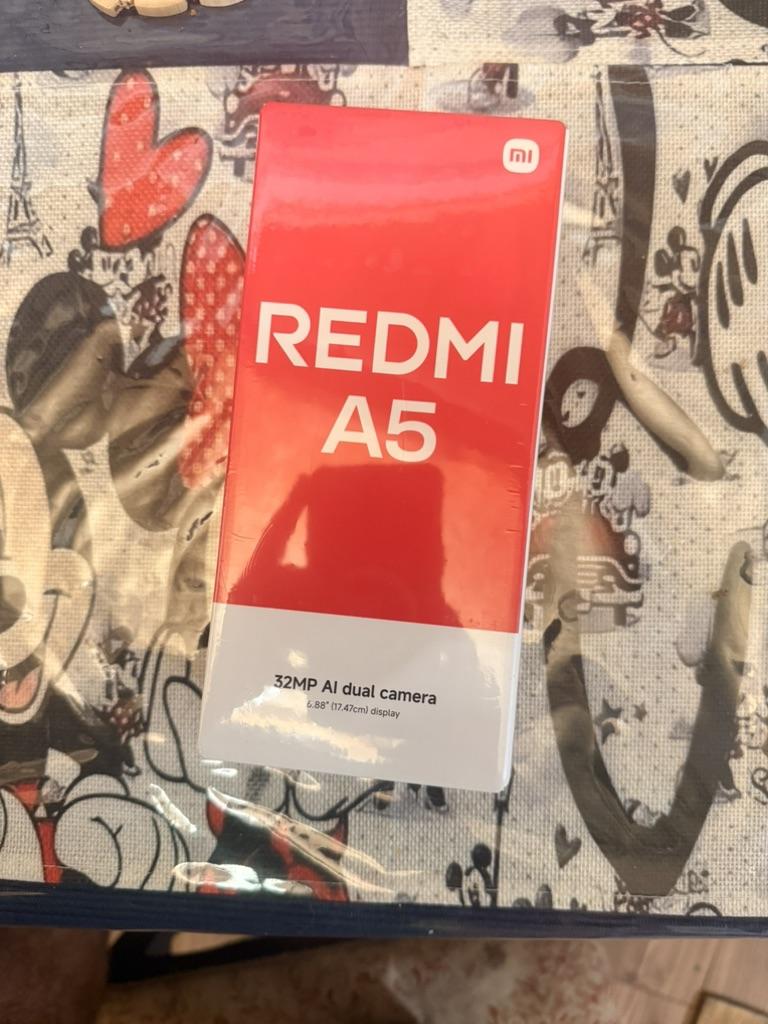 mi
REDMI
A5
32MP AI dual camera
6.88" (17.47cm) display